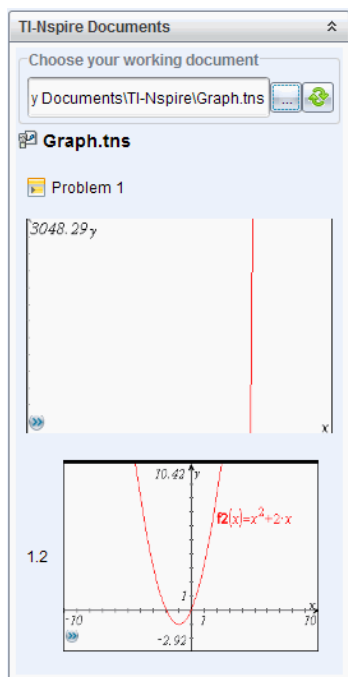 TI-Nspire Documents
Choose your working document
y Documents\TI-Nspire\Graph.tns ...
Graph.tns
Problem 1
3048.29 y
x
1.2
10.42 y
f2(x)=x²+2·x
1
x
-10 1 10
-2.92